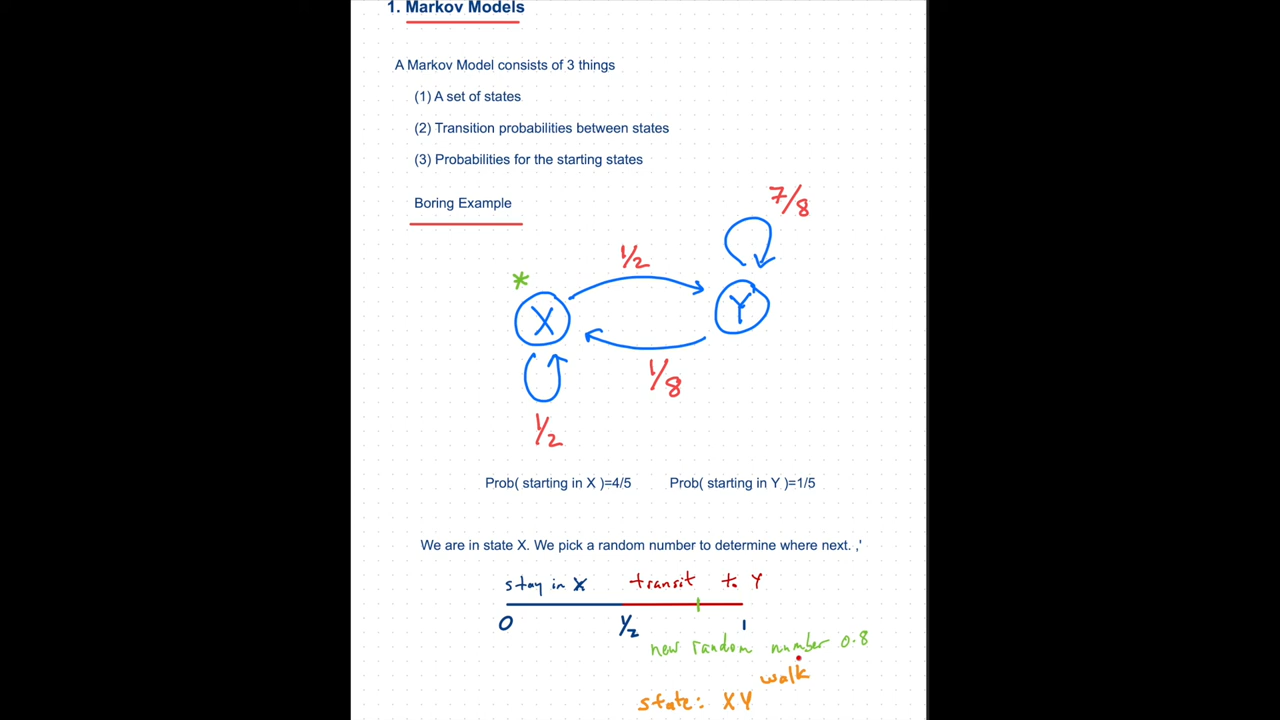 1. Markov Models
A Markov Model consists of 3 things
(1) A set of states
(2) Transition probabilities between states
(3) Probabilities for the starting states
Boring Example
7/8
1/2
*
X
Y
1/8
1/2
Prob( starting in X )=4/5 Prob( starting in Y )=1/5
We are in state X. We pick a random number to determine where next. ,'
stay in X transit to Y
0 1/2 1
new random number 0.8
walk
state: XY